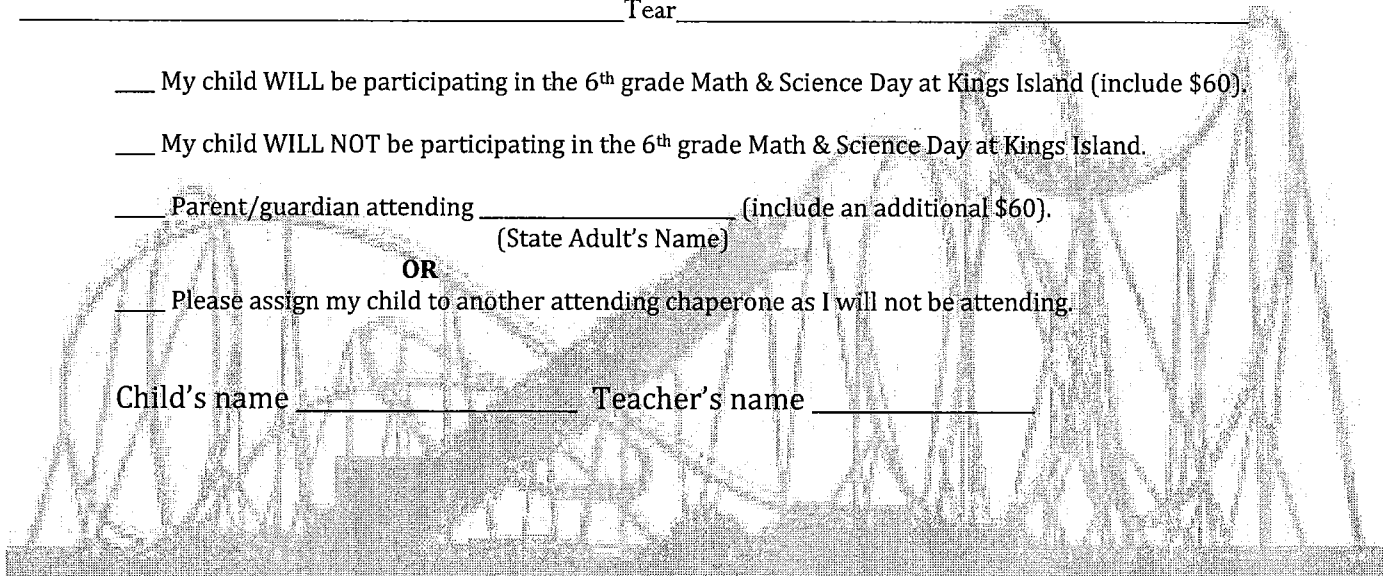 Tear
___ My child WILL be participating in the 6th grade Math & Science Day at Kings Island (include $60).
___ My child WILL NOT be participating in the 6th grade Math & Science Day at Kings Island.
___ Parent/guardian attending ___________________ (include an additional $60).
(State Adult's Name)
OR
___ Please assign my child to another attending chaperone as I will not be attending.
Child's name ___________________ Teacher's name ________________